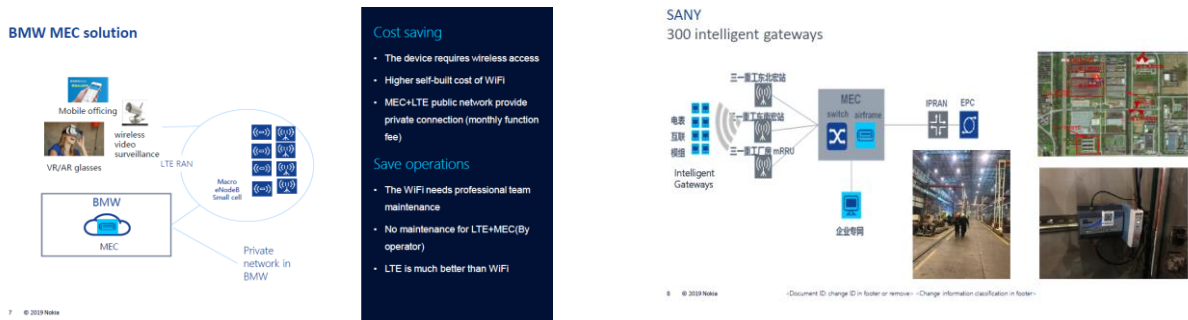 BMW MEC solution
Mobile officing
wireless
video
surveillance
VR/AR glasses
LTE RAN
Macro
eNodeB
Small cell
BMW
MEC
Private
network in
BMW
7 © 2019 Nokia
Cost saving
• The device requires wireless access
• Higher self-built cost of WiFi
• MEC+LTE public network provide
private connection (monthly function
fee)
Save operations
• The WiFi needs professional team
maintenance
• No maintenance for LTE+MEC(By
operator)
• LTE is much better than WiFi
SANY
300 intelligent gateways
三一重工东北宏站
电表
互联
模组
三一重工东南宏站
三一重工厂房 mRRU
Intelligent
Gateways
MEC
switch airframe
IPRAN EPC
企业专网
8 © 2019 Nokia <Document ID: change ID in footer or remove> <Change information classification in footer>